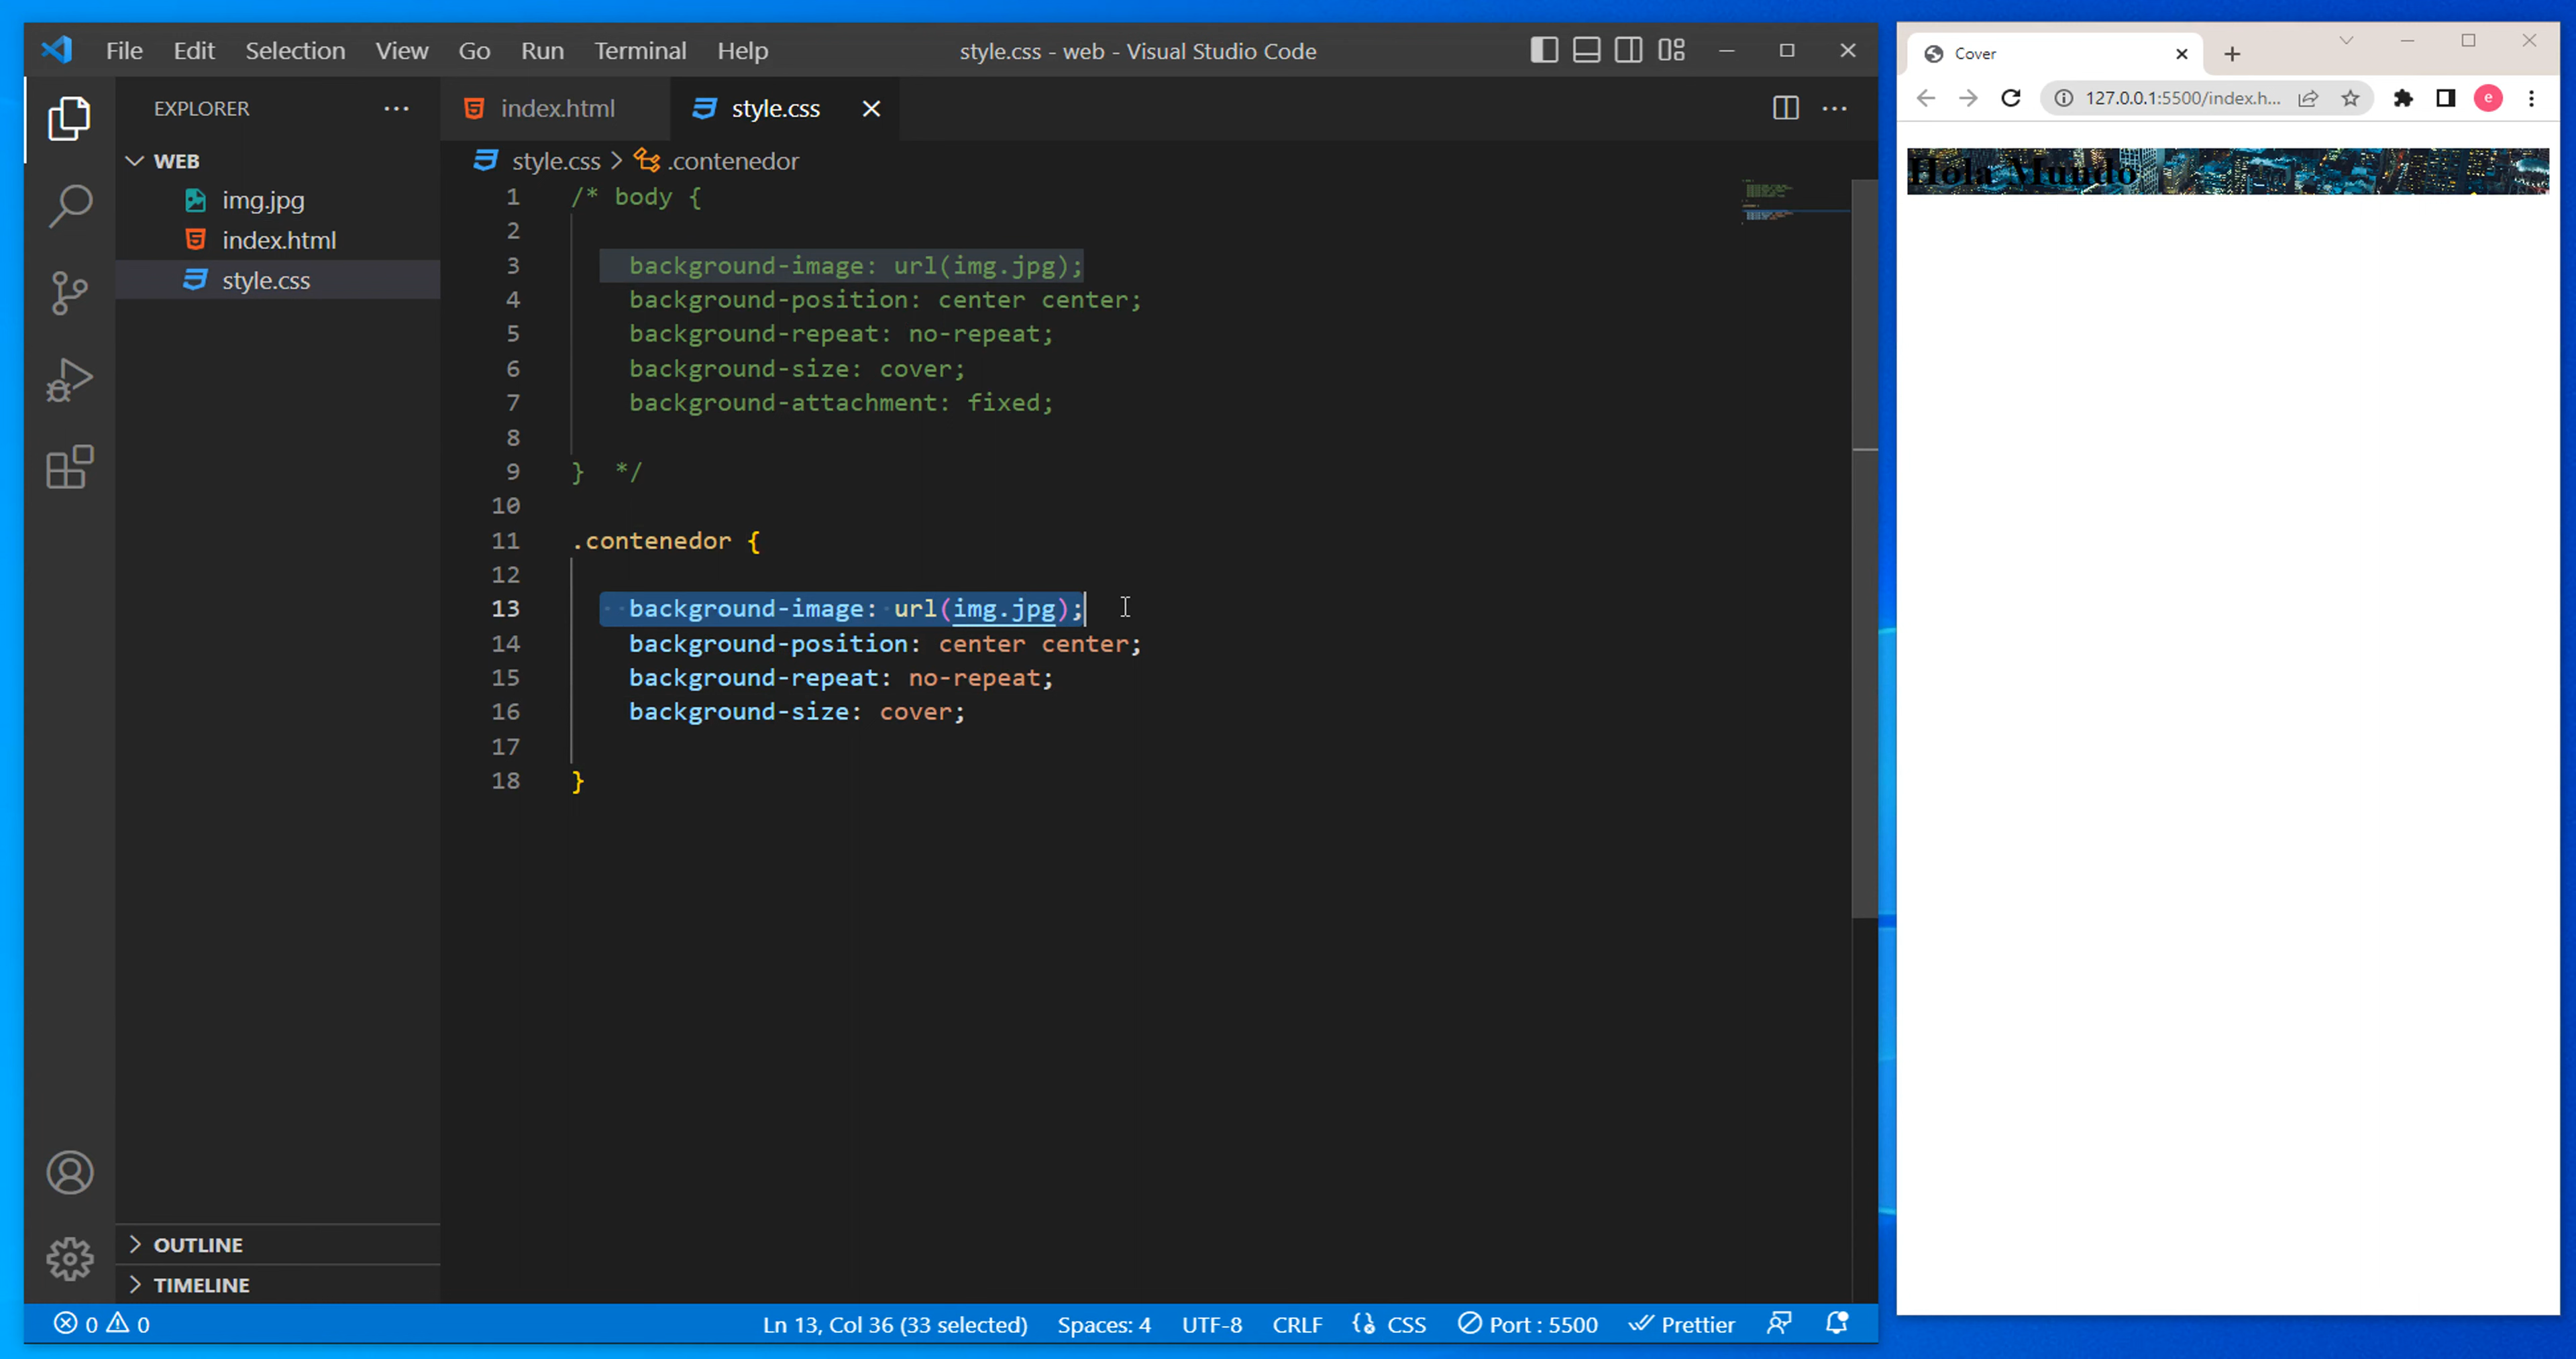 File Edit Selection View Go Run Terminal Help
style.css - web - Visual Studio Code
EXPLORER ···
WEB
img.jpg
index.html
style.css
index.html
style.css
style.css > .contenedor
1 /* body {
2
3 background-image: url(img.jpg);
4 background-position: center center;
5 background-repeat: no-repeat;
6 background-size: cover;
7 background-attachment: fixed;
8
9 } */
10
11 .contenedor {
12
13 background-image: url(img.jpg);
14 background-position: center center;
15 background-repeat: no-repeat;
16 background-size: cover;
17
18 }
OUTLINE
TIMELINE
0 0
Ln 13, Col 36 (33 selected) Spaces: 4 UTF-8 CRLF CSS Port : 5500 Prettier
Cover
127.0.0.1:5500/index.h...
e
Hola Mundo